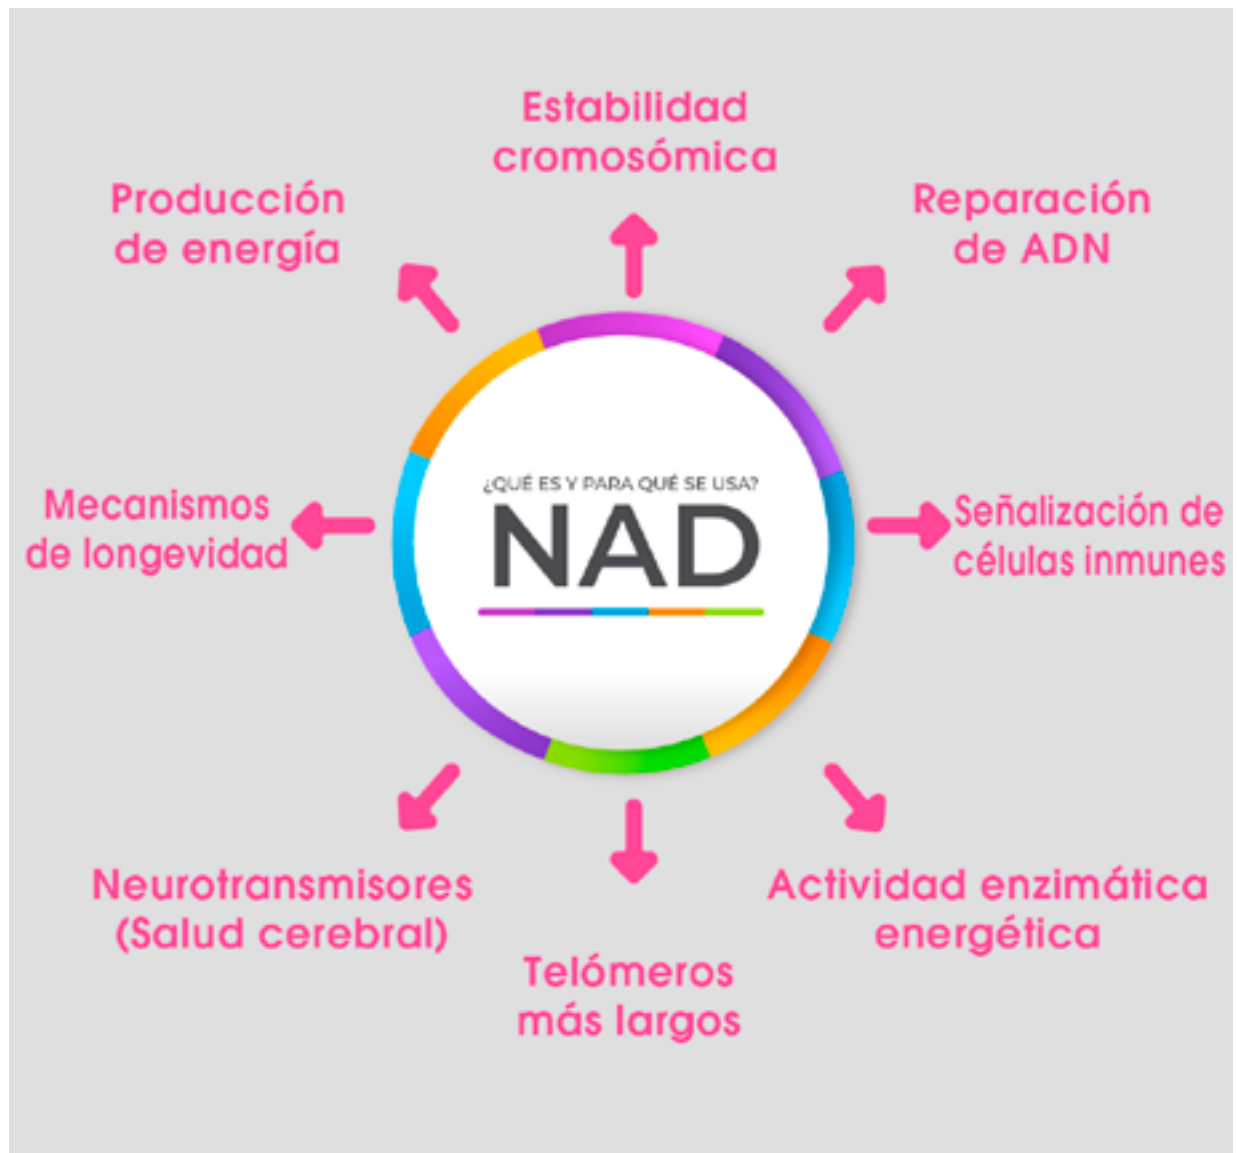 Estabilidad
cromosómica
Producción
de energía
Reparación
de ADN
¿QUÉ ES Y PARA QUÉ SE USA?
NAD
Mecanismos
de longevidad
Señalización de
células inmunes
Neurotransmisores
(Salud cerebral)
Actividad enzimática
energética
Telómeros
más largos